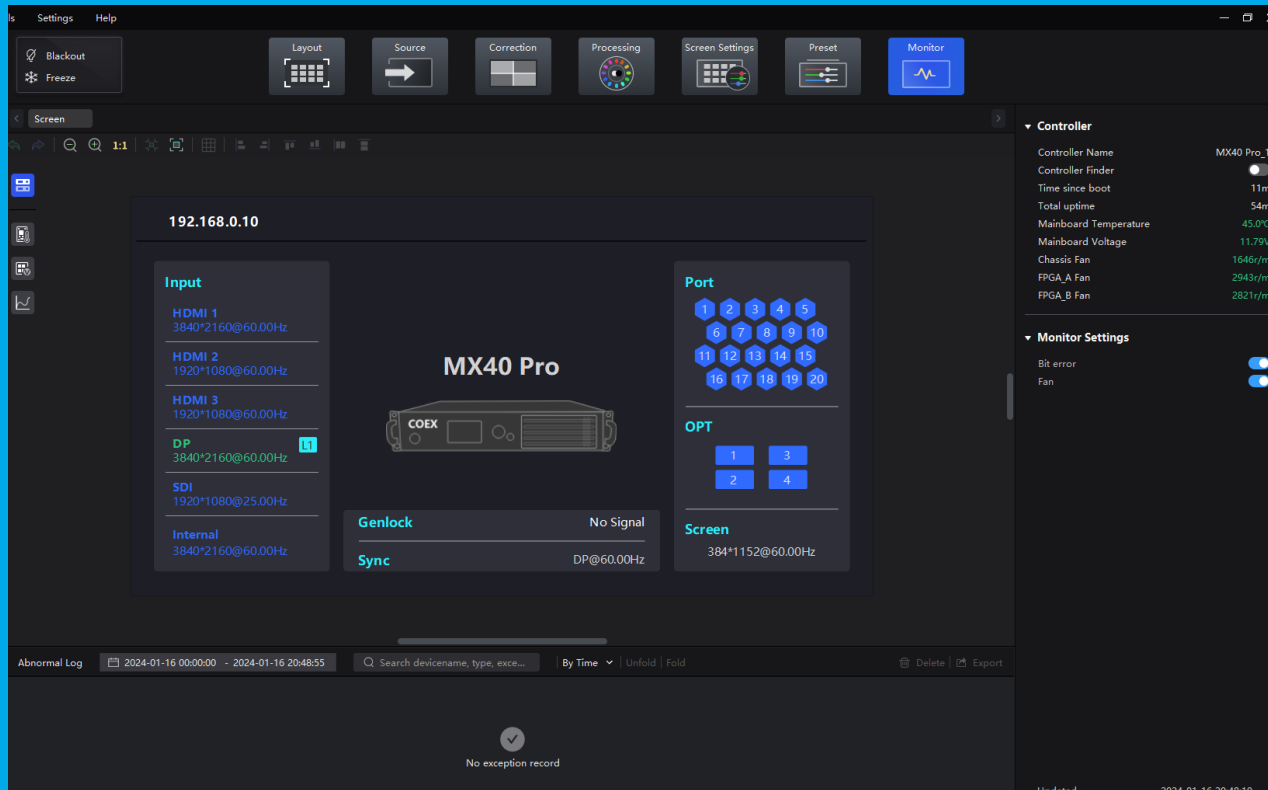 Settings Help
Blackout
Freeze
Layout
Source
Correction
Processing
Screen Settings
Preset
Monitor
Screen
1:1
192.168.0.10
Input
HDMI 1
3840*2160@60.00Hz
HDMI 2
1920*1080@60.00Hz
HDMI 3
1920*1080@60.00Hz
DP
3840*2160@60.00Hz
L1
SDI
1920*1080@25.00Hz
Internal
3840*2160@60.00Hz
MX40 Pro
COEX
Genlock No Signal
Sync DP@60.00Hz
Port
1 2 3 4 5
6 7 8 9 10
11 12 13 14 15
16 17 18 19 20
OPT
1 3
2 4
Screen
384*1152@60.00Hz
Controller
Controller Name MX40 Pro_1
Controller Finder
Time since boot 11m
Total uptime 54m
Mainboard Temperature 45.0°C
Mainboard Voltage 11.79V
Chassis Fan 1646r/m
FPGA_A Fan 2943r/m
FPGA_B Fan 2821r/m
Monitor Settings
Bit error
Fan
Abnormal Log 2024-01-16 00:00:00 - 2024-01-16 20:48:55 Search devicename, type, exce... By Time Unfold Fold Delete Export
No exception record